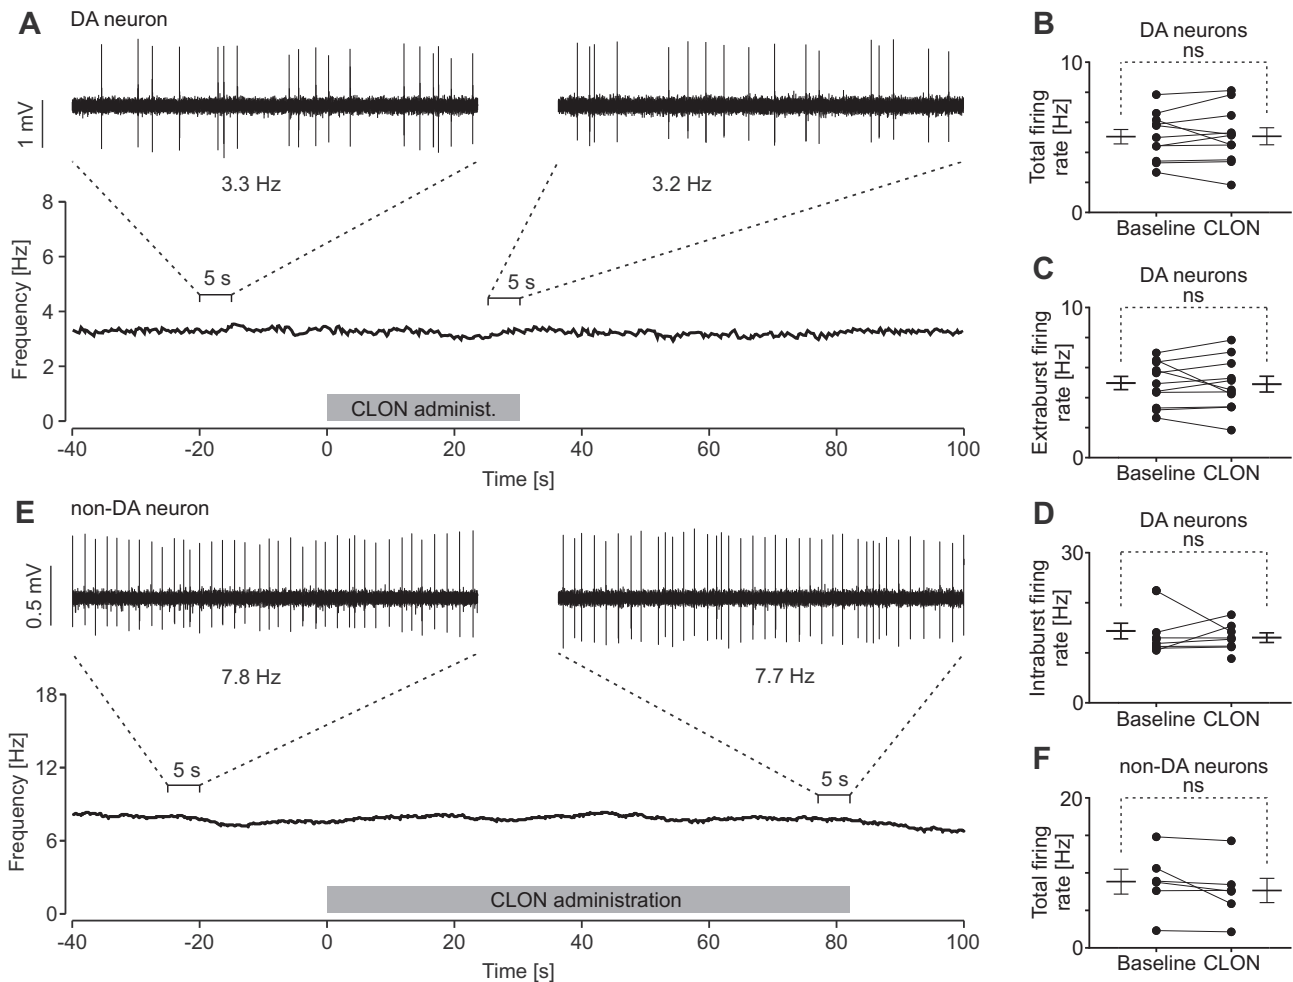 A
DA neuron
1 mV
3.3 Hz
3.2 Hz
8
6
4
2
0
Frequency [Hz]
5 s
5 s
CLON administ.
-40 -20 0 20 40 60 80 100
Time [s]
B
DA neurons
ns
10
0
Total firing
rate [Hz]
Baseline CLON
C
DA neurons
ns
10
0
Extraburst firing
rate [Hz]
Baseline CLON
D
DA neurons
ns
30
0
Intraburst firing
rate [Hz]
Baseline CLON
E
non-DA neuron
0.5 mV
7.8 Hz
7.7 Hz
18
12
6
0
Frequency [Hz]
5 s
5 s
CLON administration
-40 -20 0 20 40 60 80 100
Time [s]
F
non-DA neurons
ns
20
0
Total firing
rate [Hz]
Baseline CLON